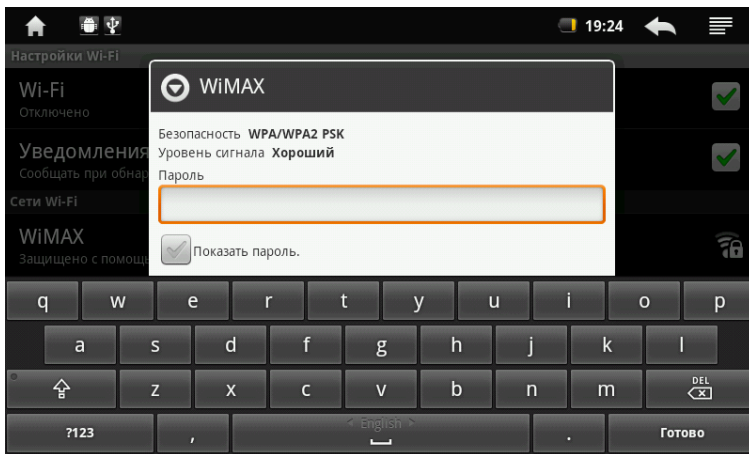 19:24
Настройки Wi-Fi
Wi-Fi
Отключено
Уведомления
Сообщать при обнар
Сети Wi-Fi
WiMAX
Защищено с помощь
WiMAX
Безопасность WPA/WPA2 PSK
Уровень сигнала Хороший
Пароль
Показать пароль.
q w e r t y u i o p
a s d f g h j k l
z x c v b n m DEL
?123 , < English > . Готово